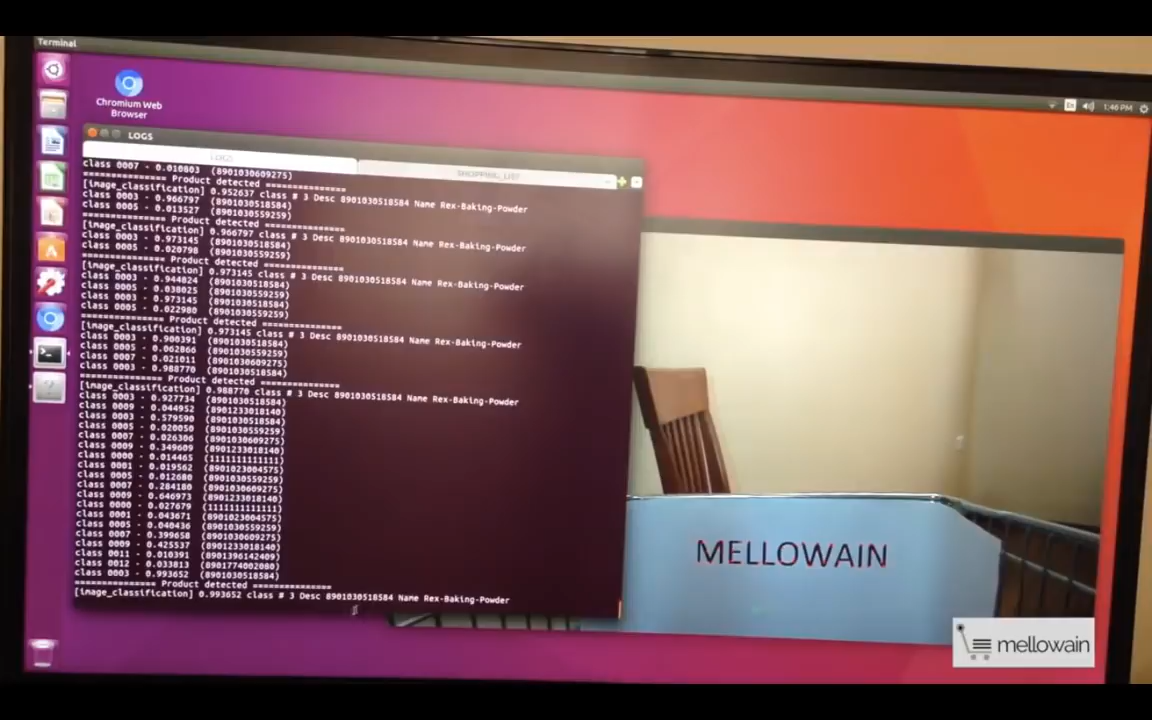 Terminal
Chromium Web
Browser
1:46 PM
LOGS
LOGS
SHOPPING_LIST
class 0007 - 0.010803 (8901030609275)
============== Product detected ===============
[image_classification] 0.952637 class # 3 Desc 8901030518584 Name Rex-Baking-Powder
class 0003 - 0.966797 (8901030518584)
class 0005 - 0.013527 (8901030559259)
============== Product detected ===============
[image_classification] 0.966797 class # 3 Desc 8901030518584 Name Rex-Baking-Powder
class 0003 - 0.973145 (8901030518584)
class 0005 - 0.020798 (8901030559259)
============== Product detected ===============
[image_classification] 0.973145 class # 3 Desc 8901030518584 Name Rex-Baking-Powder
class 0003 - 0.944824 (8901030518584)
class 0005 - 0.038025 (8901030559259)
class 0003 - 0.973145 (8901030518584)
class 0005 - 0.022980 (8901030559259)
============== Product detected ===============
[image_classification] 0.973145 class # 3 Desc 8901030518584 Name Rex-Baking-Powder
class 0003 - 0.900391 (8901030518584)
class 0005 - 0.062866 (8901030559259)
class 0007 - 0.021011 (8901030609275)
class 0003 - 0.988770 (8901030518584)
============== Product detected ===============
[image_classification] 0.988770 class # 3 Desc 8901030518584 Name Rex-Baking-Powder
class 0003 - 0.927734 (8901030518584)
class 0009 - 0.044952 (8901233018140)
class 0003 - 0.579590 (8901030518584)
class 0005 - 0.020050 (8901030559259)
class 0007 - 0.026306 (8901030609275)
class 0009 - 0.349609 (8901233018140)
class 0000 - 0.014465 (1111111111111)
class 0001 - 0.019562 (8901023004575)
class 0005 - 0.012680 (8901030559259)
class 0007 - 0.284180 (8901030609275)
class 0009 - 0.646973 (8901233018140)
class 0000 - 0.027679 (1111111111111)
class 0001 - 0.043671 (8901023004575)
class 0005 - 0.040436 (8901030559259)
class 0007 - 0.399658 (8901030609275)
class 0009 - 0.425537 (8901233018140)
class 0011 - 0.010391 (8901396142409)
class 0012 - 0.033813 (8901774002080)
class 0003 - 0.993652 (8901030518584)
============== Product detected ===============
[image_classification] 0.993652 class # 3 Desc 8901030518584 Name Rex-Baking-Powder
MELLOWAIN
mellowain